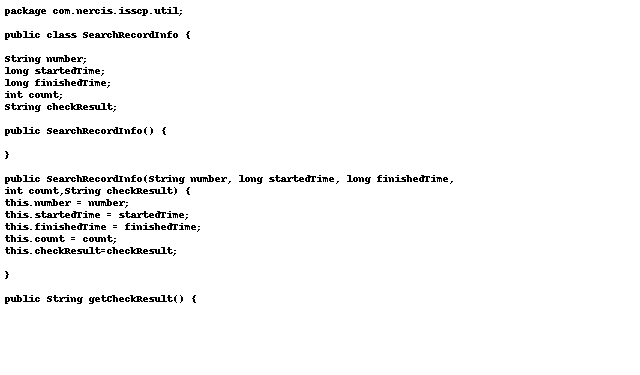 package com.nercis.isscp.util;
public class SearchRecordInfo {
String number;
long startedTime;
long finishedTime;
int count;
String checkResult;
public SearchRecordInfo() {
}
public SearchRecordInfo(String number, long startedTime, long finishedTime,
int count,String checkResult) {
this.number = number;
this.startedTime = startedTime;
this.finishedTime = finishedTime;
this.count = count;
this.checkResult=checkResult;
}
public String getCheckResult() {